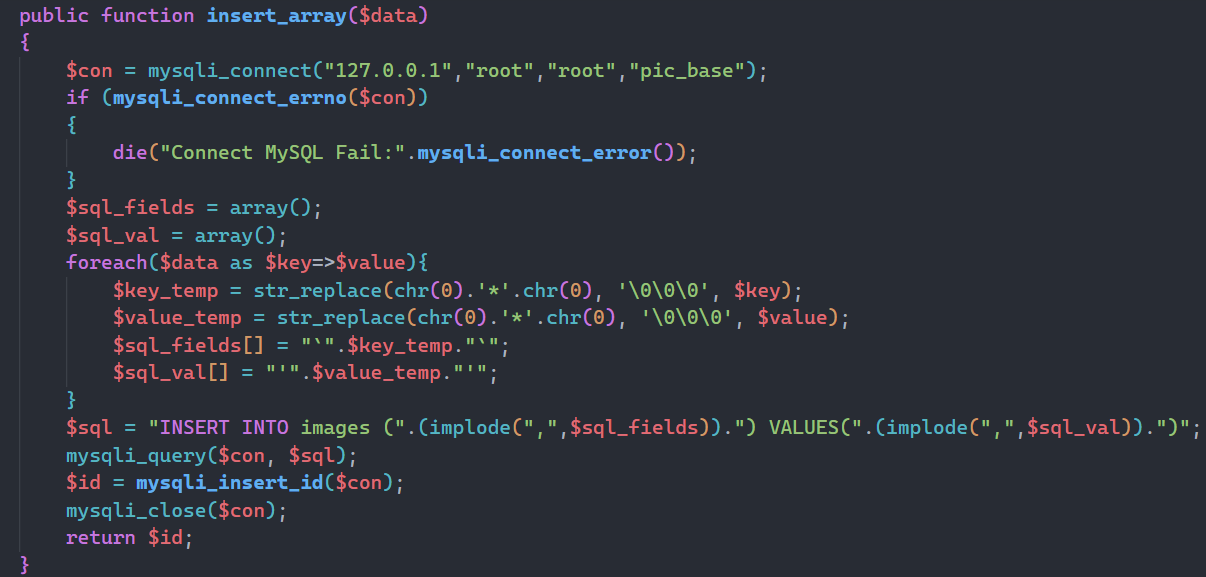 public function insert_array($data)
{
    $con = mysqli_connect("127.0.0.1","root","root","pic_base");
    if (mysqli_connect_errno($con))
    {
        die("Connect MySQL Fail:".mysqli_connect_error());
    }
    $sql_fields = array();
    $sql_val = array();
    foreach($data as $key=>$value){
        $key_temp = str_replace(chr(0).'*'.chr(0), '\0\0\0', $key);
        $value_temp = str_replace(chr(0).'*'.chr(0), '\0\0\0', $value);
        $sql_fields[] = "`".$key_temp."`";
        $sql_val[] = "'".$value_temp."'";
    }
    $sql = "INSERT INTO images (".(implode(",",$sql_fields)).") VALUES(".(implode(",",$sql_val)).")";
    mysqli_query($con, $sql);
    $id = mysqli_insert_id($con);
    mysqli_close($con);
    return $id;
}